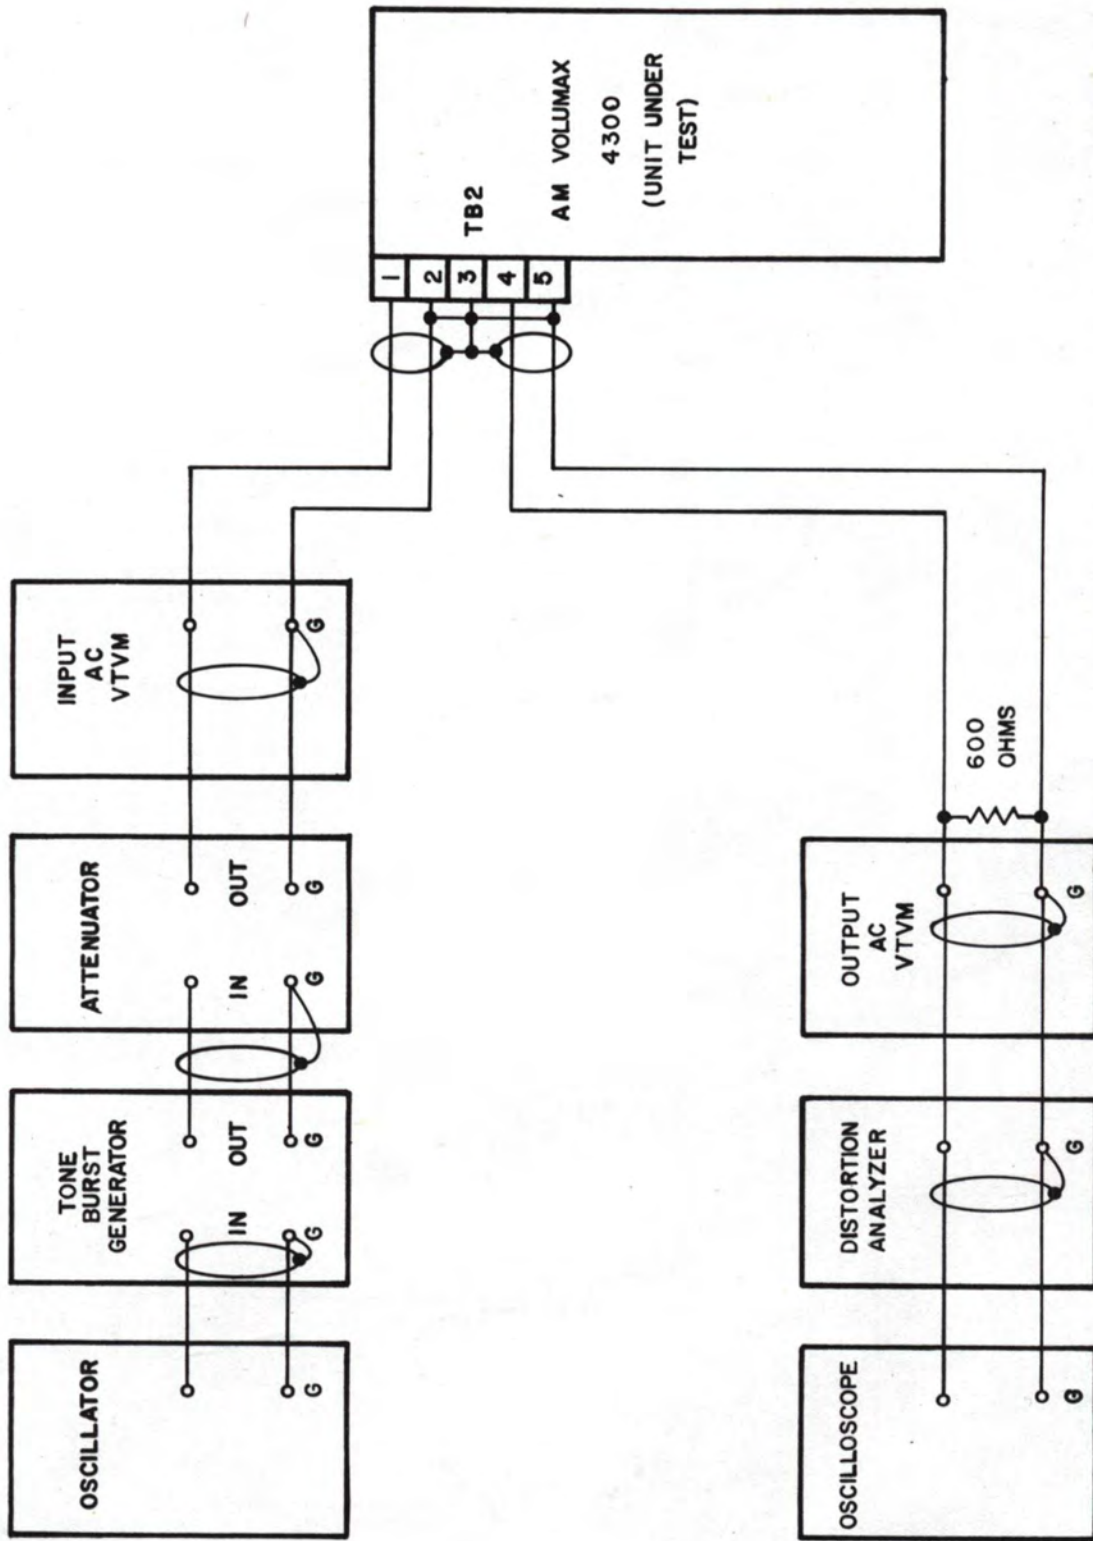 OSCILLATOR
G
TONE
BURST
GENERATOR
IN
OUT
G
G
ATTENUATOR
IN
OUT
G
G
INPUT
AC
VTVM
G
1
2
3
4
5
TB2
AM VOLUMAX
4300
(UNIT UNDER
TEST)
OSCILLOSCOPE
G
DISTORTION
ANALYZER
G
OUTPUT
AC
VTVM
G
600
OHMS